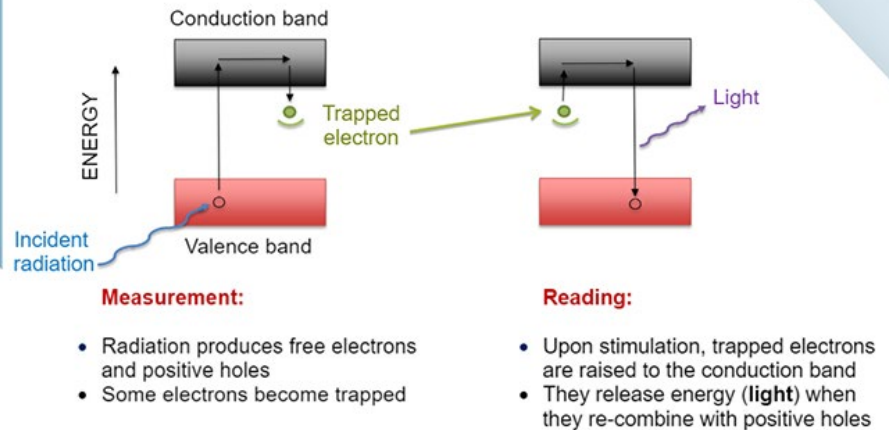 Conduction band
ENERGY
Trapped
electron
Light
Incident
radiation
Valence band
Measurement:
• Radiation produces free electrons
and positive holes
• Some electrons become trapped
Reading:
• Upon stimulation, trapped electrons
are raised to the conduction band
• They release energy (light) when
they re-combine with positive holes